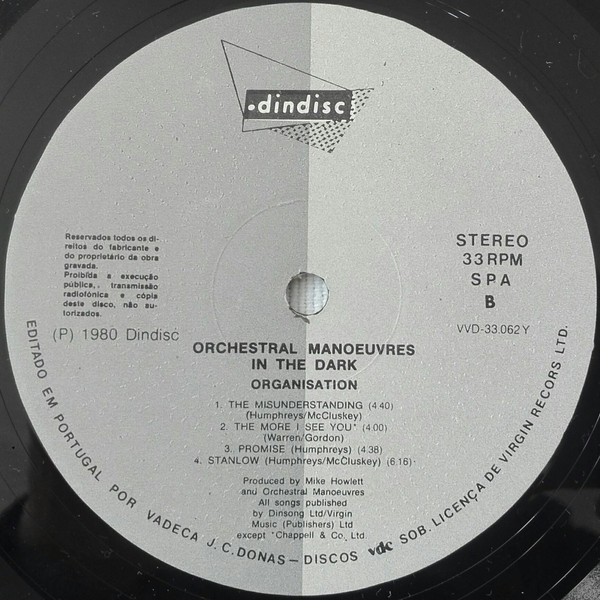 •dindisc
Reservados todos os di-
reitos do fabricante e
do proprietário da obra
gravada.
Proibida a execução
pública, transmissão
radiofónica e cópia
deste disco, não au-
torizados.
(P) 1980 Dindisc
STEREO
33 RPM
SPA
B
VVD-33.062 Y
ORCHESTRAL MANOEUVRES
IN THE DARK
ORGANISATION
1. THE MISUNDERSTANDING (4:40)
(Humphreys/McCluskey)
2. THE MORE I SEE YOU* (4:00)
(Warren/Gordon)
3. PROMISE (Humphreys) (4:38)
4. STANLOW (Humphreys/McCluskey) (6:16)
Produced by Mike Howlett
and Orchestral Manoeuvres
All songs published
by Dinsong Ltd/Virgin
Music (Publishers) Ltd
except *Chappell & Co. Ltd
EDITADO EM PORTUGAL POR VADECA J.C. DONAS – DISCOS vdc SOB. LICENÇA DE VIRGIN RECORDS LTD.